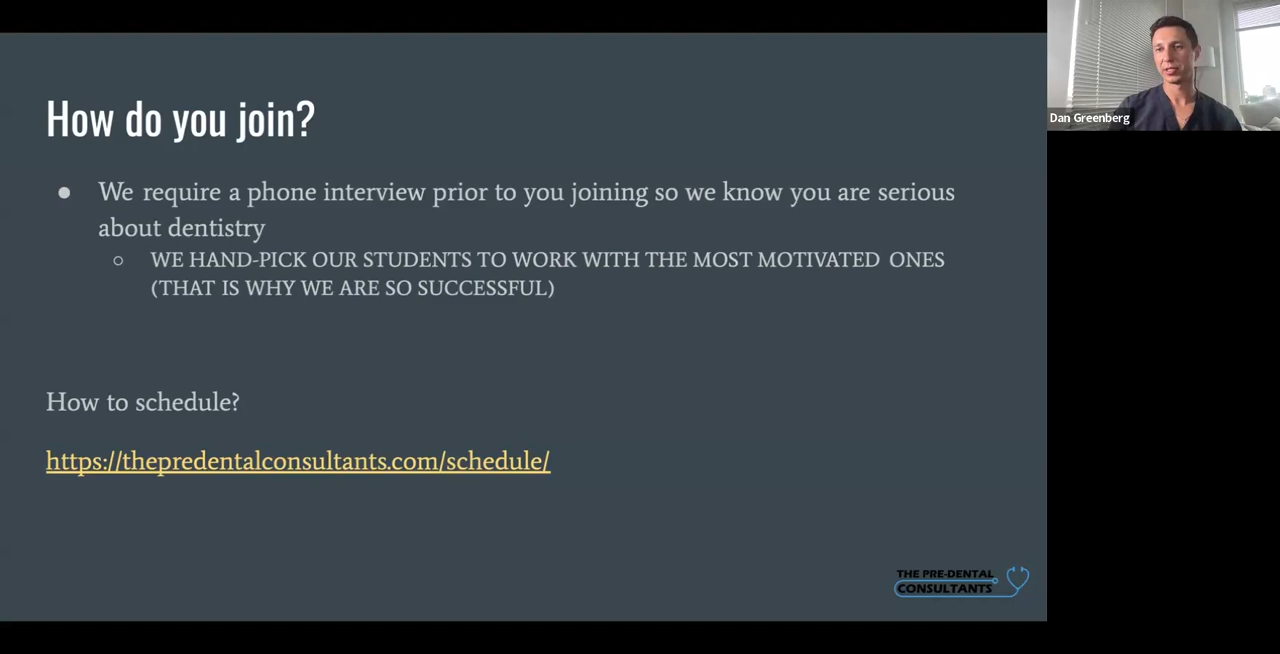 How do you join?
● We require a phone interview prior to you joining so we know you are serious
about dentistry
○ WE HAND-PICK OUR STUDENTS TO WORK WITH THE MOST MOTIVATED ONES
(THAT IS WHY WE ARE SO SUCCESSFUL)
How to schedule?
https://thepredentalconsultants.com/schedule/
THE PRE-DENTAL
CONSULTANTS
Dan Greenberg